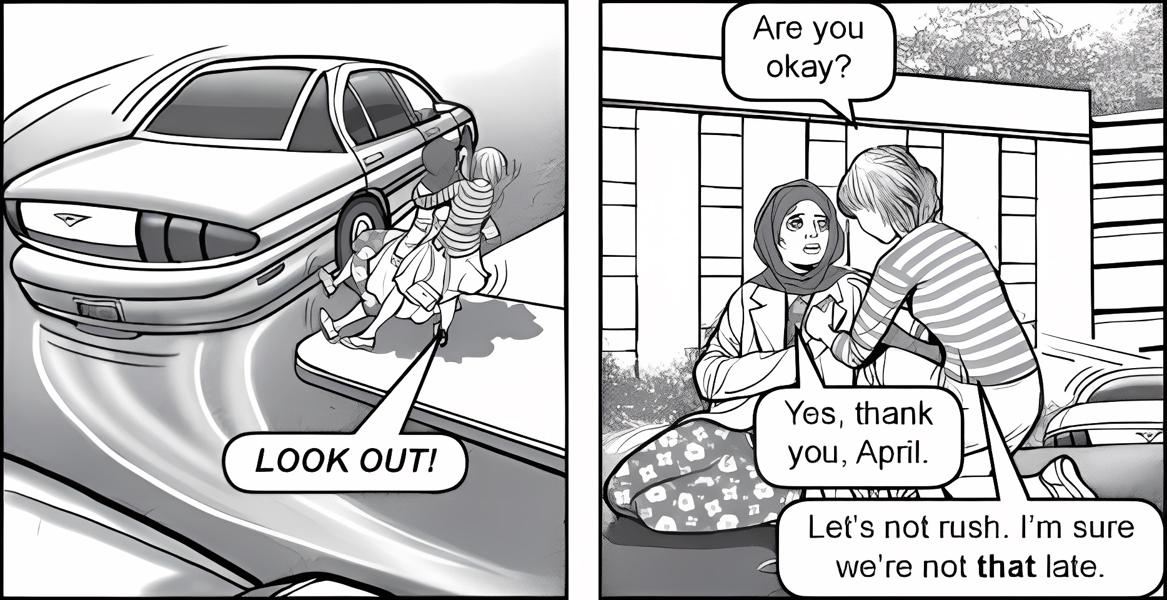 LOOK OUT!
Are you
okay?
Yes, thank
you, April.
Let's not rush. I'm sure
we're not that late.